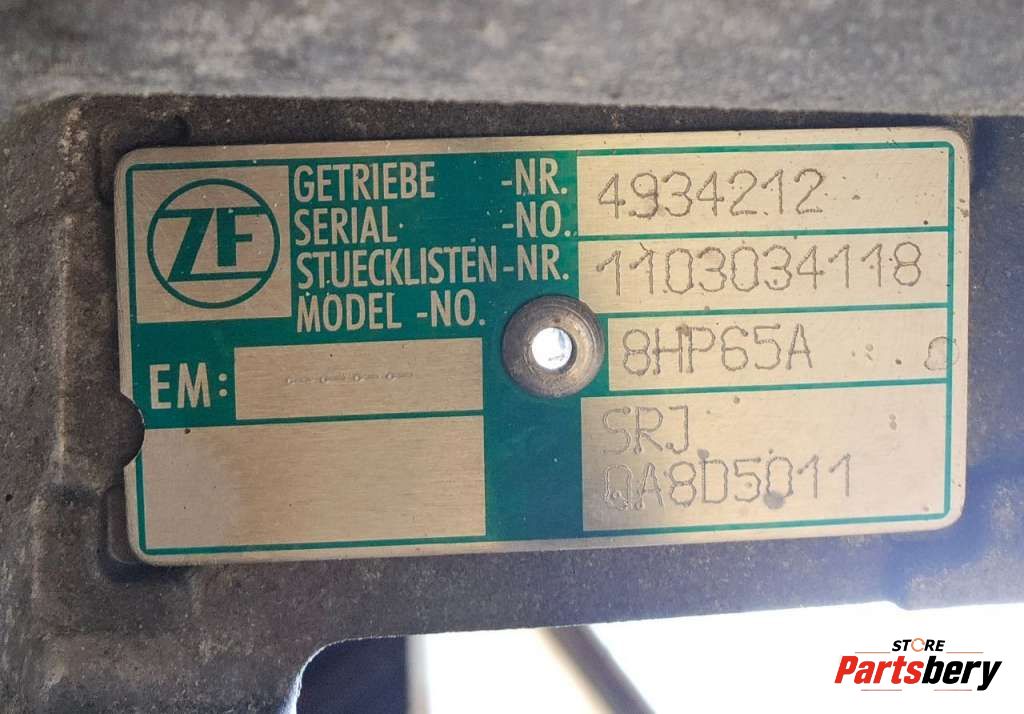 ZF
GETRIEBE -NR.
SERIAL -NO.
4934212
STUECKLISTEN-NR.
MODEL -NO.
1103034118
8HP65A
EM: ----
SRJ
QA8D5011
STORE
Partsbery